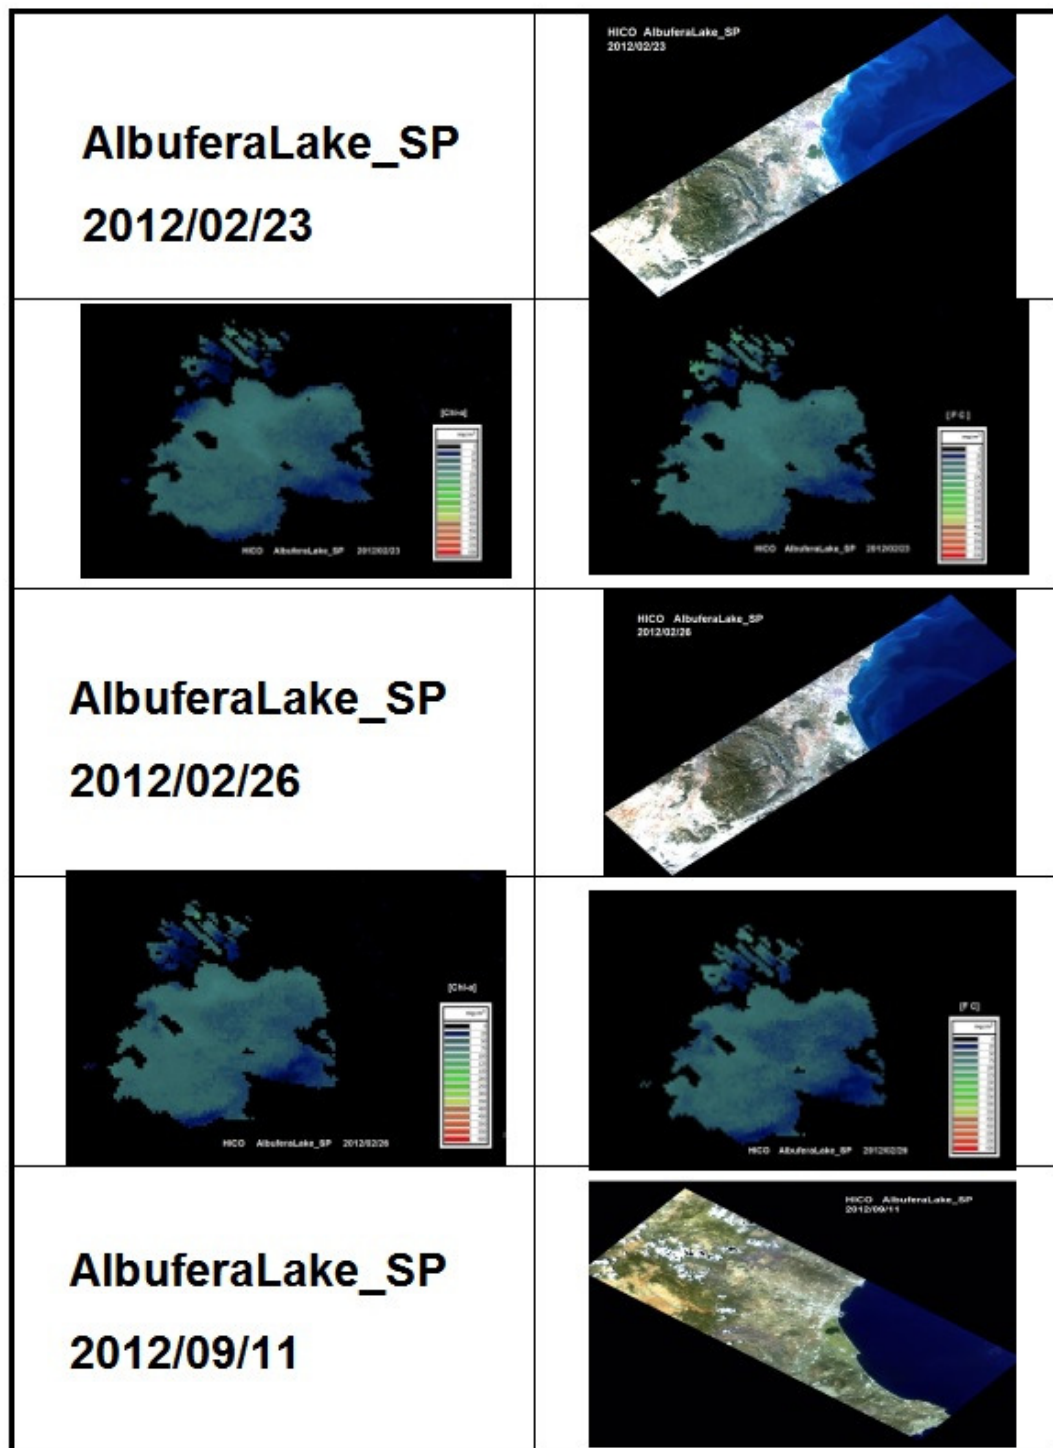 AlbuferaLake_SP
2012/02/23
HICO AlbuferaLake_SP
2012/02/23
[Chl-a]
HICO AlbuferaLake_SP 2012/02/23
[PC]
HICO AlbuferaLake_SP 2012/02/23
AlbuferaLake_SP
2012/02/26
HICO AlbuferaLake_SP
2012/02/26
[Chl-a]
HICO AlbuferaLake_SP 2012/02/26
[PC]
HICO AlbuferaLake_SP 2012/02/26
AlbuferaLake_SP
2012/09/11
HICO AlbuferaLake_SP
2012/09/11